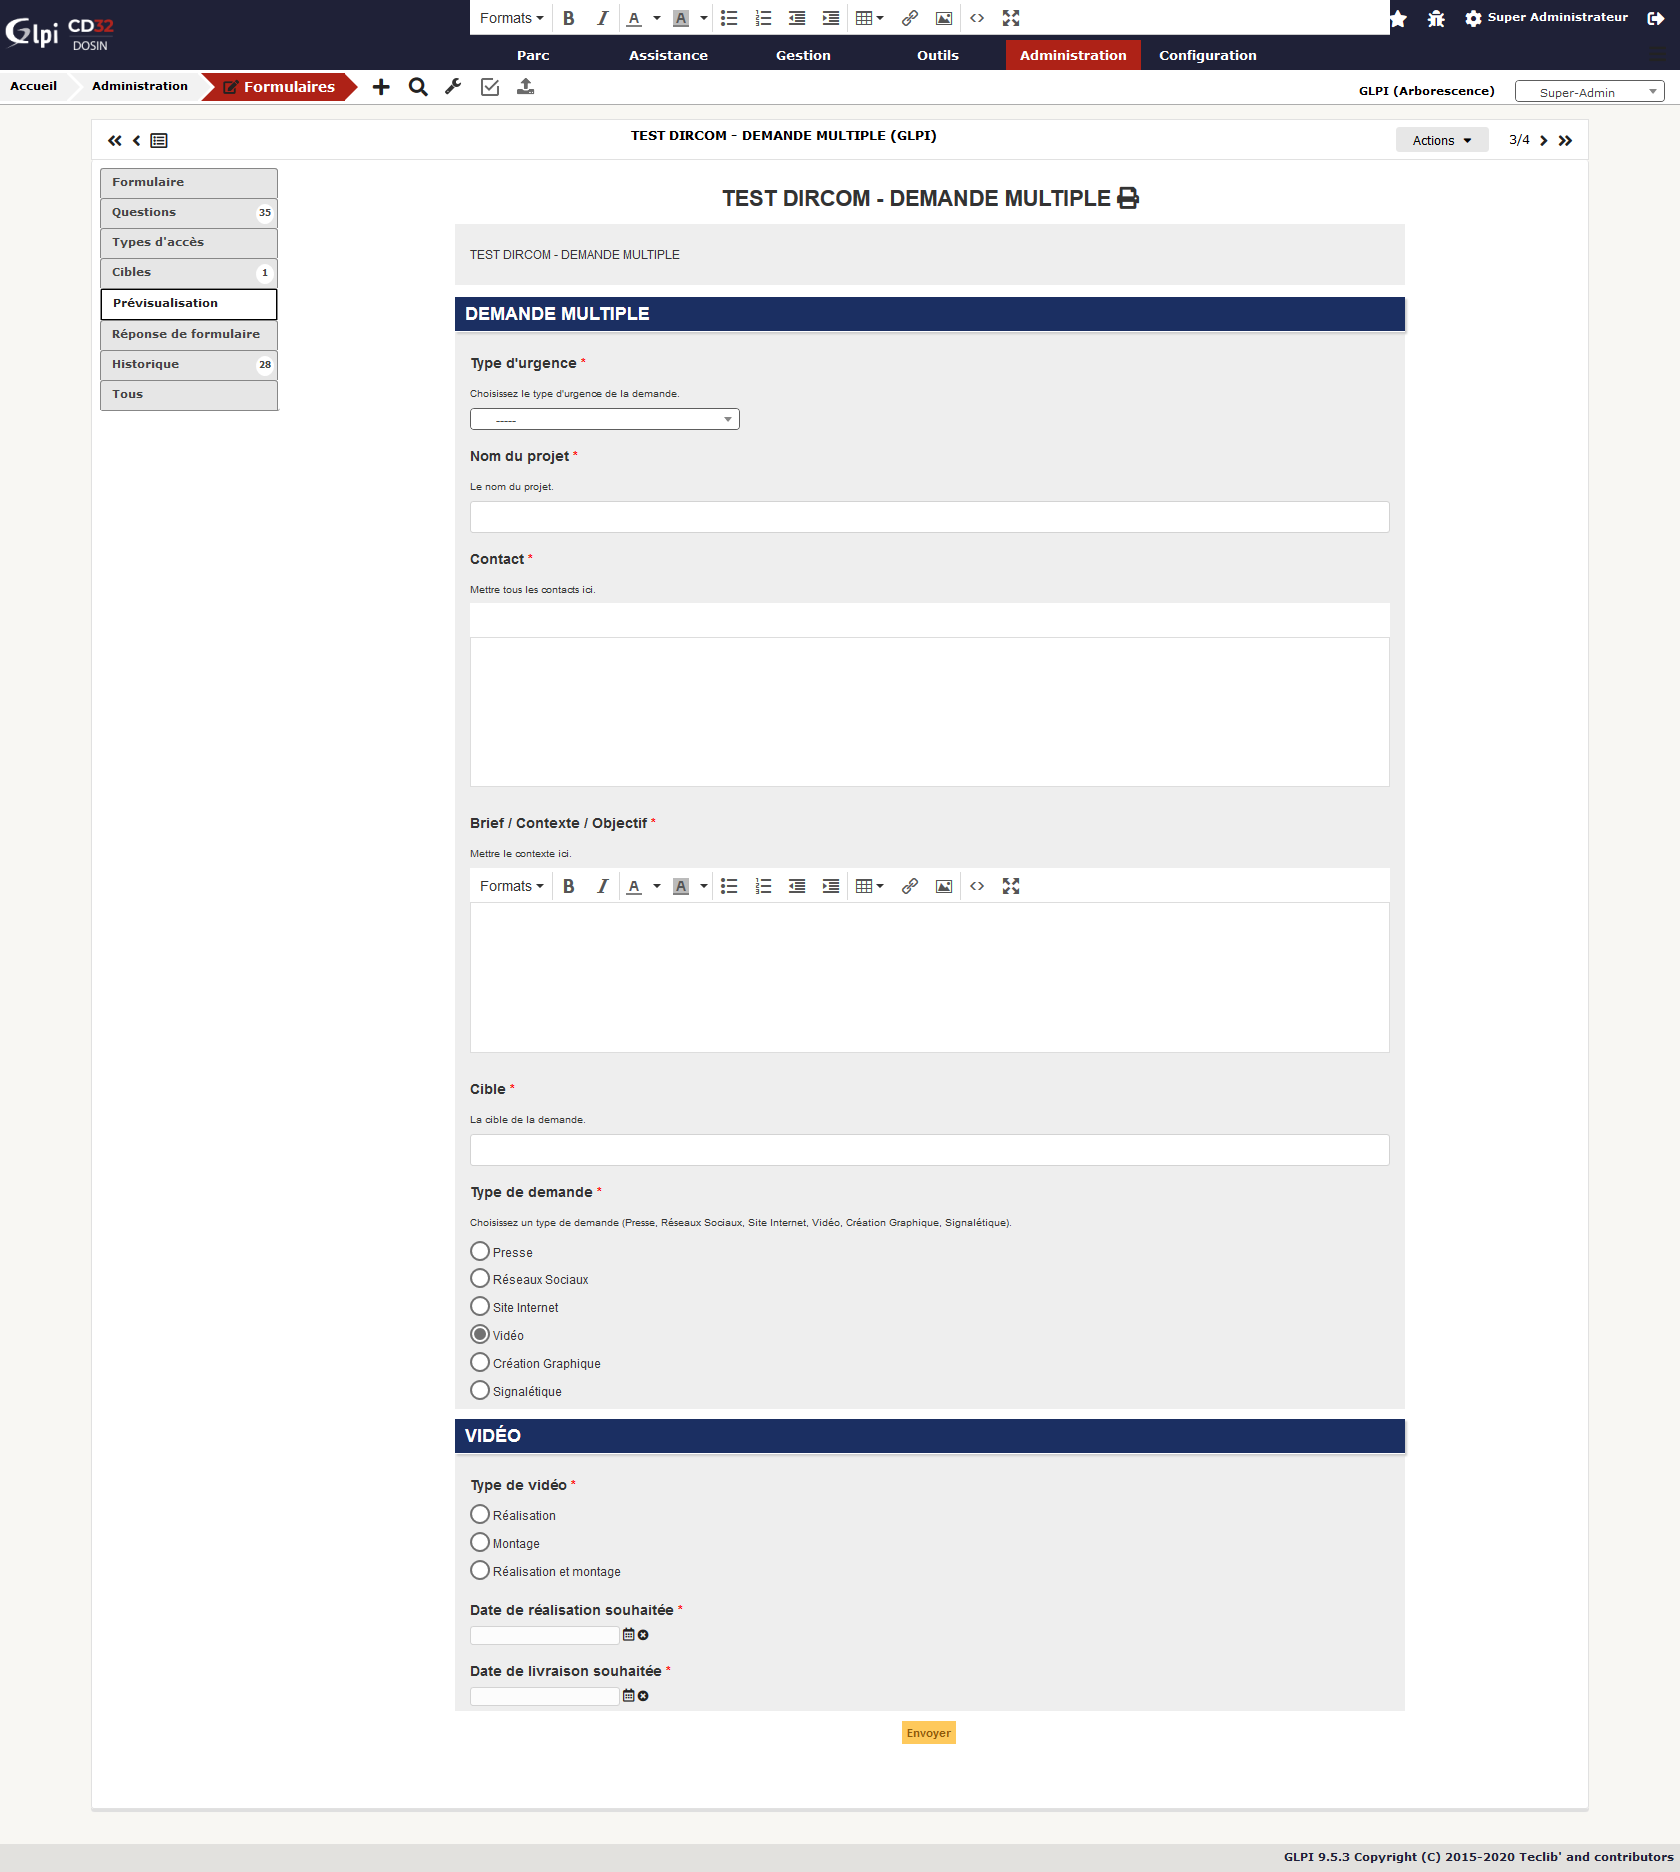 Glpi CD32
DOSIN
Formats B I A A
Super Administrateur
Parc Assistance Gestion Outils Administration Configuration
Accueil Administration Formulaires
GLPI (Arborescence) Super-Admin
TEST DIRCOM - DEMANDE MULTIPLE (GLPI)
Actions 3/4
Formulaire
Questions 35
Types d'accès
Cibles 1
Prévisualisation
Réponse de formulaire
Historique 28
Tous
TEST DIRCOM - DEMANDE MULTIPLE
TEST DIRCOM - DEMANDE MULTIPLE
DEMANDE MULTIPLE
Type d'urgence *
Choisissez le type d'urgence de la demande.
-----
Nom du projet *
Le nom du projet.
Contact *
Mettre tous les contacts ici.
Brief / Contexte / Objectif *
Mettre le contexte ici.
Formats B I A A
Cible *
La cible de la demande.
Type de demande *
Choisissez un type de demande (Presse, Réseaux Sociaux, Site Internet, Vidéo, Création Graphique, Signalétique).
Presse
Réseaux Sociaux
Site Internet
Vidéo
Création Graphique
Signalétique
VIDÉO
Type de vidéo *
Réalisation
Montage
Réalisation et montage
Date de réalisation souhaitée *
Date de livraison souhaitée *
Envoyer
GLPI 9.5.3 Copyright (C) 2015-2020 Teclib' and contributors